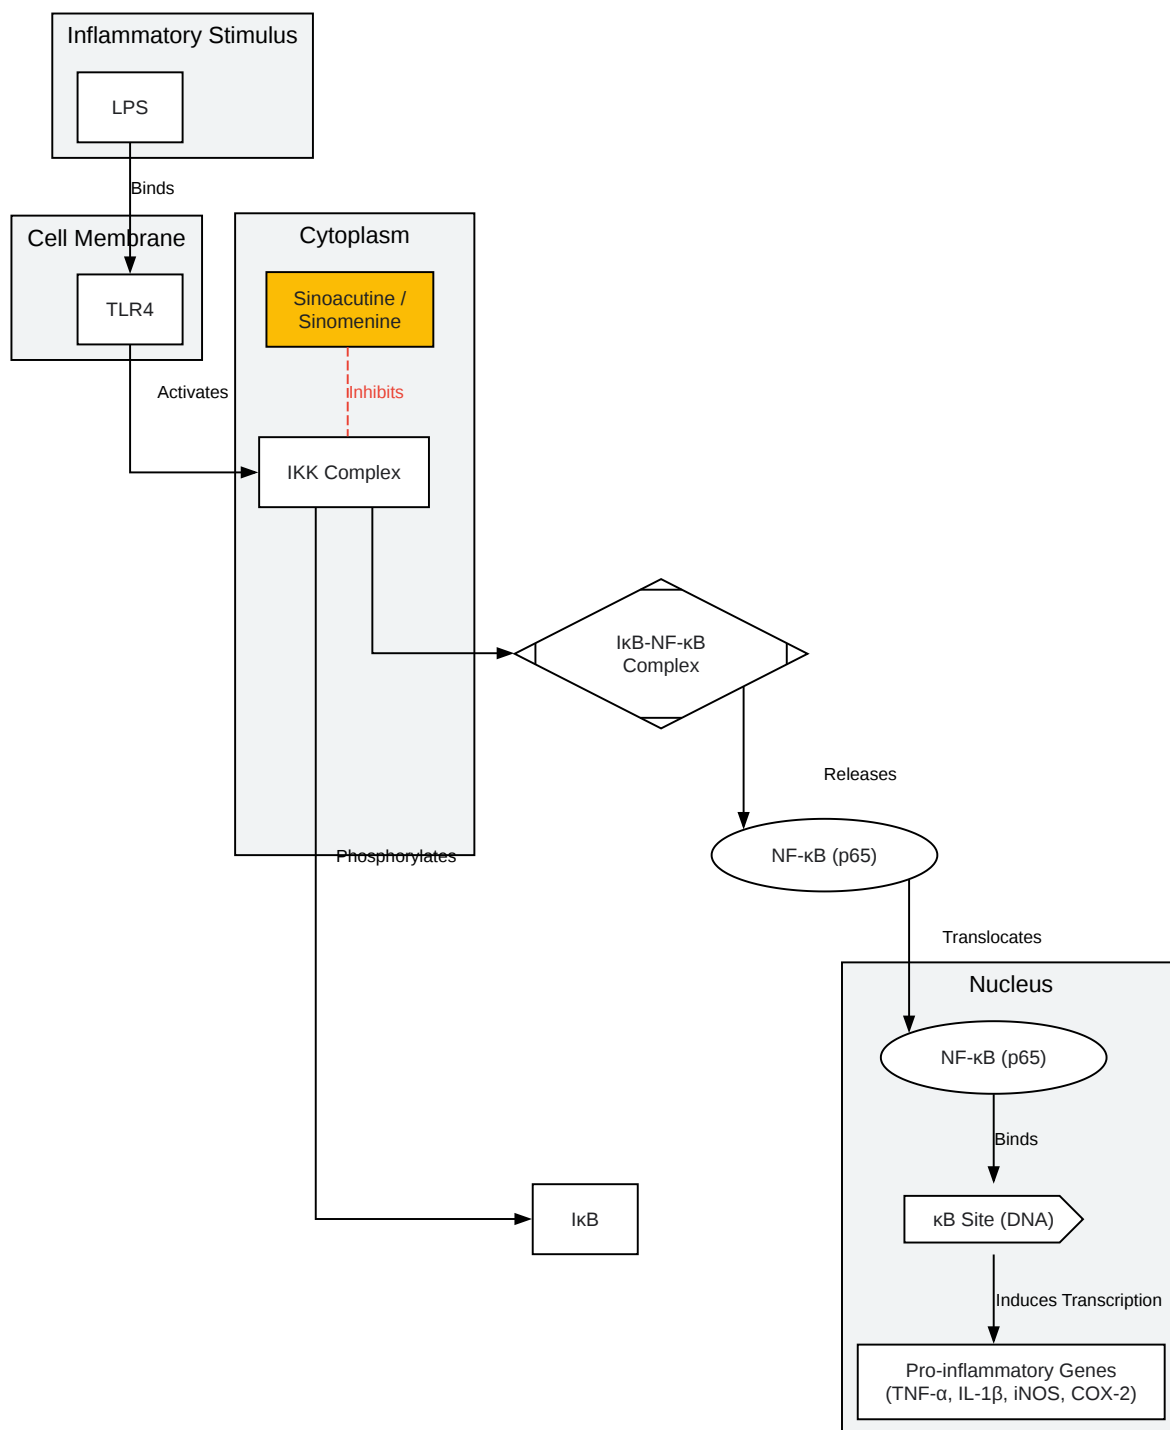 Inflammatory Stimulus
LPS
Binds
Cell Membrane
TLR4
Activates
Cytoplasm
Sinoacutine /
Sinomenine
Inhibits
IKK Complex
Phosphorylates
IκB-NF-κB
Complex
Releases
NF-κB (p65)
Translocates
Nucleus
NF-κB (p65)
Binds
IκB
κB Site (DNA)
Induces Transcription
Pro-inflammatory Genes
(TNF-α, IL-1β, iNOS, COX-2)